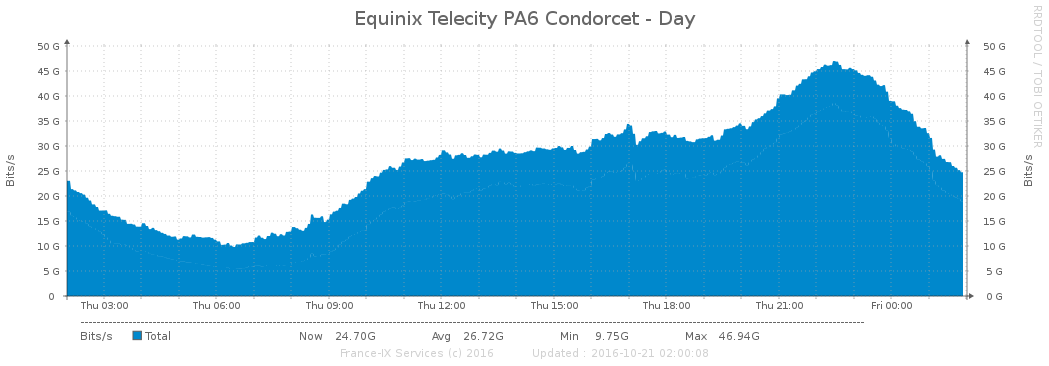 Equinix Telecity PA6 Condorcet - Day
RRDTOOL / TOBI OETIKER
Bits/s
50 G
45 G
40 G
35 G
30 G
25 G
20 G
15 G
10 G
5 G
0
50 G
45 G
40 G
35 G
30 G
25 G
20 G
15 G
10 G
5 G
0 G
Bits/s
Thu 03:00 Thu 06:00 Thu 09:00 Thu 12:00 Thu 15:00 Thu 18:00 Thu 21:00 Fri 00:00
Bits/s Total Now 24.70G Avg 26.72G Min 9.75G Max 46.94G
France-IX Services (c) 2016 Updated : 2016-10-21 02:00:08